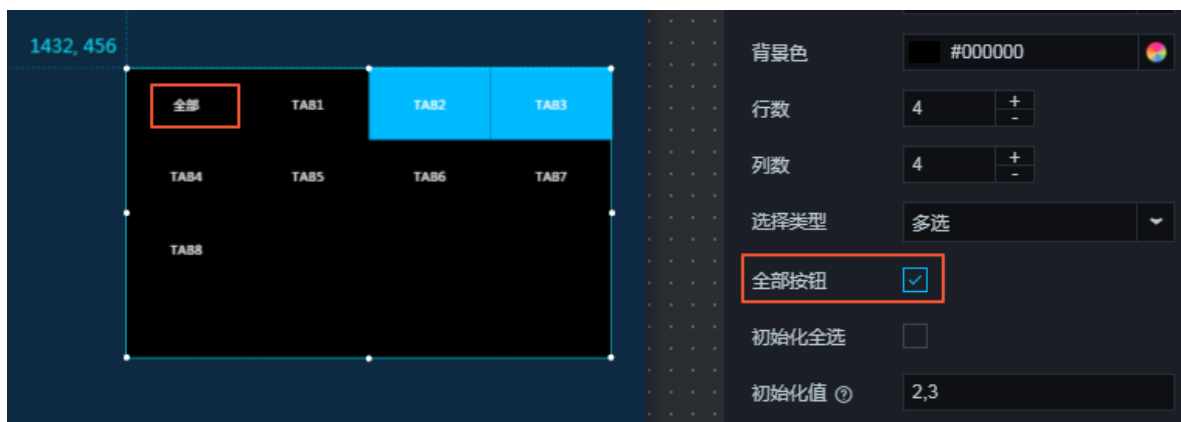 1432, 456
全部 TAB1 TAB2 TAB3
TAB4 TAB5 TAB6 TAB7
TAB8
背景色 #000000
行数 4 + -
列数 4 + -
选择类型 多选
全部按钮
初始化全选
初始化值 ? 2,3